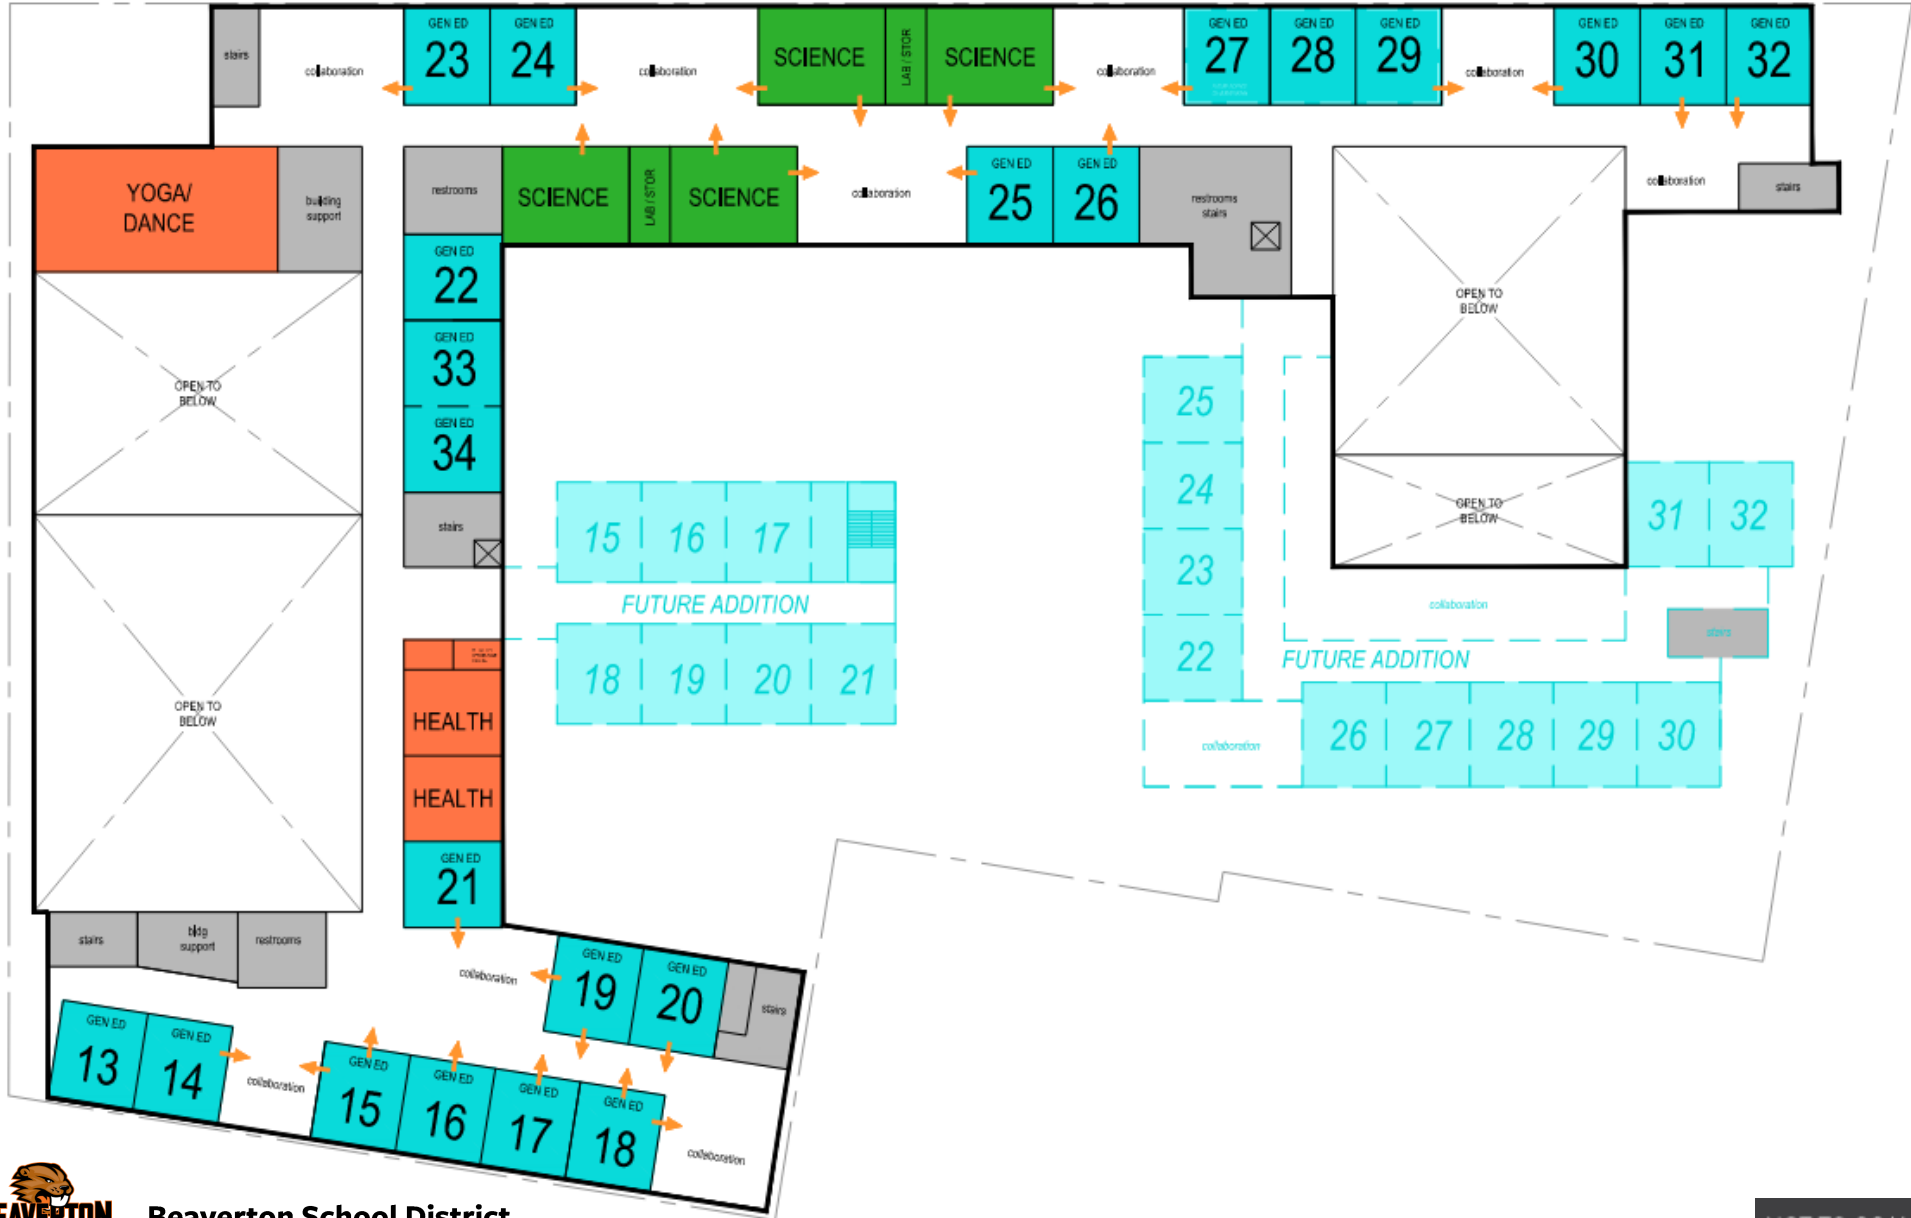 GEN ED
23
GEN ED
24
SCIENCE
LAB / STOR
SCIENCE
GEN ED
27
GEN ED
28
GEN ED
29
GEN ED
30
GEN ED
31
GEN ED
32
stairs
collaboration
collaboration
collaboration
collaboration
YOGA/
DANCE
building
support
restrooms
SCIENCE
LAB / STOR
SCIENCE
collaboration
GEN ED
25
GEN ED
26
restrooms
stairs
collaboration
stairs
GEN ED
22
GEN ED
33
GEN ED
34
OPEN TO
BELOW
OPEN TO
BELOW
OPEN TO
BELOW
stairs
15
16
17
FUTURE ADDITION
18
19
20
21
25
24
23
22
31
32
collaboration
stairs
FUTURE ADDITION
collaboration
26
27
28
29
30
OPEN TO
BELOW
HEALTH
HEALTH
GEN ED
21
stairs
bldg
support
restrooms
collaboration
GEN ED
19
GEN ED
20
stairs
GEN ED
13
GEN ED
14
collaboration
GEN ED
15
GEN ED
16
GEN ED
17
GEN ED
18
collaboration
BEAVERTON
Beaverton School District